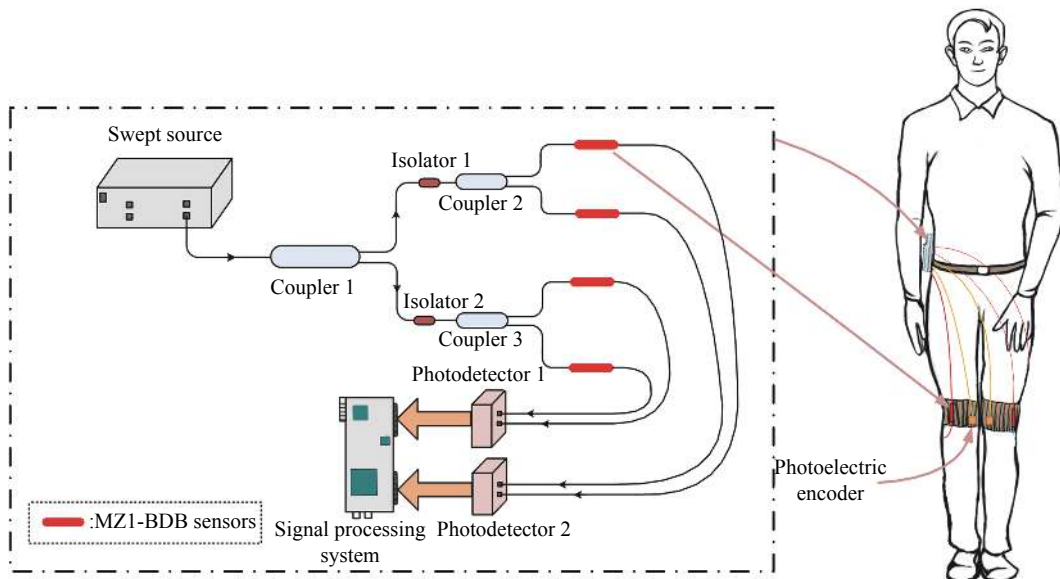 Swept source
Isolator 1
Coupler 2
Coupler 1
Isolator 2
Coupler 3
Photodetector 1
Photoelectric
encoder
:MZ1-BDB sensors
Signal processing
system
Photodetector 2